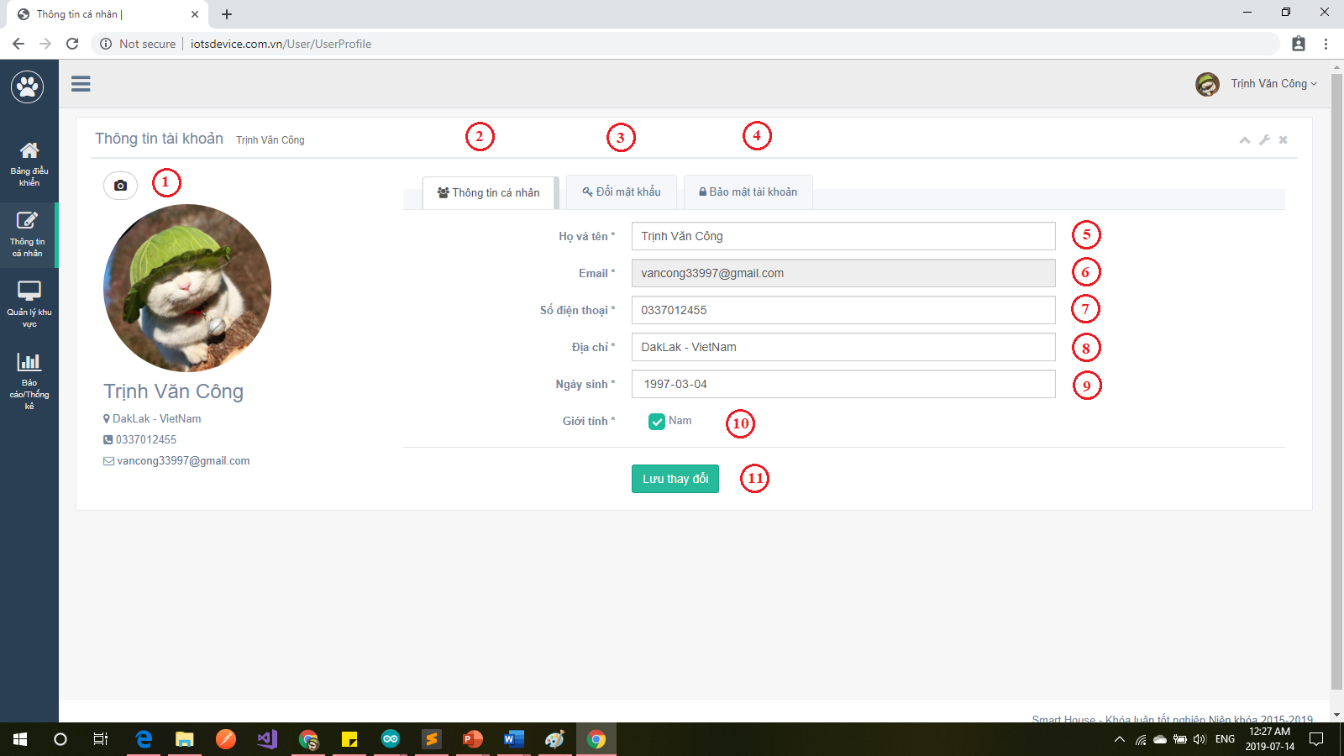 Thông tin cá nhân |
Not secure | iotsdevice.com.vn/User/UserProfile
Trịnh Văn Công
Bảng điều
khiển
Thông tin
cá nhân
Quản lý khu
vực
Báo
cáo/Thống
kê
Thông tin tài khoản Trịnh Văn Công
1
2
3
4
Thông tin cá nhân
Đổi mật khẩu
Bảo mật tài khoản
Họ và tên * Trịnh Văn Công 5
Email * vancong33997@gmail.com 6
Số điện thoại * 0337012455 7
Địa chỉ * DakLak - VietNam 8
Ngày sinh * 1997-03-04 9
Giới tính * Nam 10
Lưu thay đổi 11
Trịnh Văn Công
DakLak - VietNam
0337012455
vancong33997@gmail.com
Smart House - Khóa luận tốt nghiệp Niên khóa 2015-2019
ENG
12:27 AM
2019-07-14